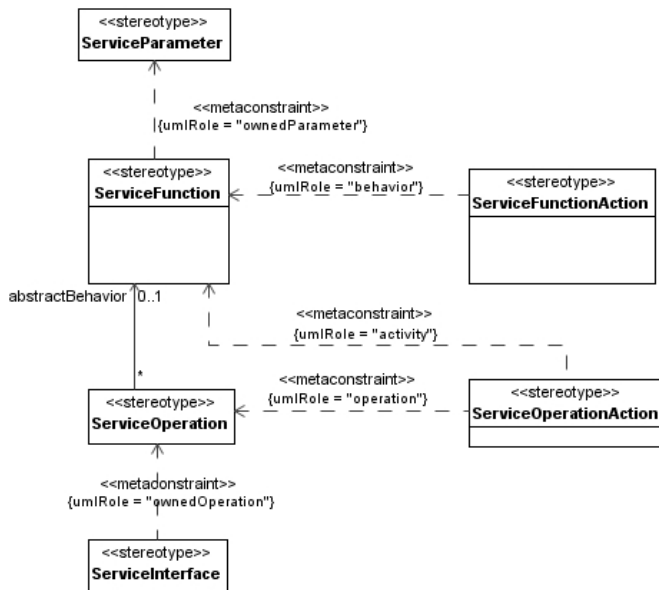 <<stereotype>>
ServiceParameter
<<metaconstraint>>
{umlRole = "ownedParameter"}
<<stereotype>>
ServiceFunction
<<metaconstraint>>
{umlRole = "behavior"}
<<stereotype>>
ServiceFunctionAction
abstractBehavior 0..1
<<metaconstraint>>
{umlRole = "activity"}
*
<<stereotype>>
ServiceOperation
<<metaconstraint>>
{umlRole = "operation"}
<<stereotype>>
ServiceOperationAction
<<metaconstraint>>
{umlRole = "ownedOperation"}
<<stereotype>>
ServiceInterface